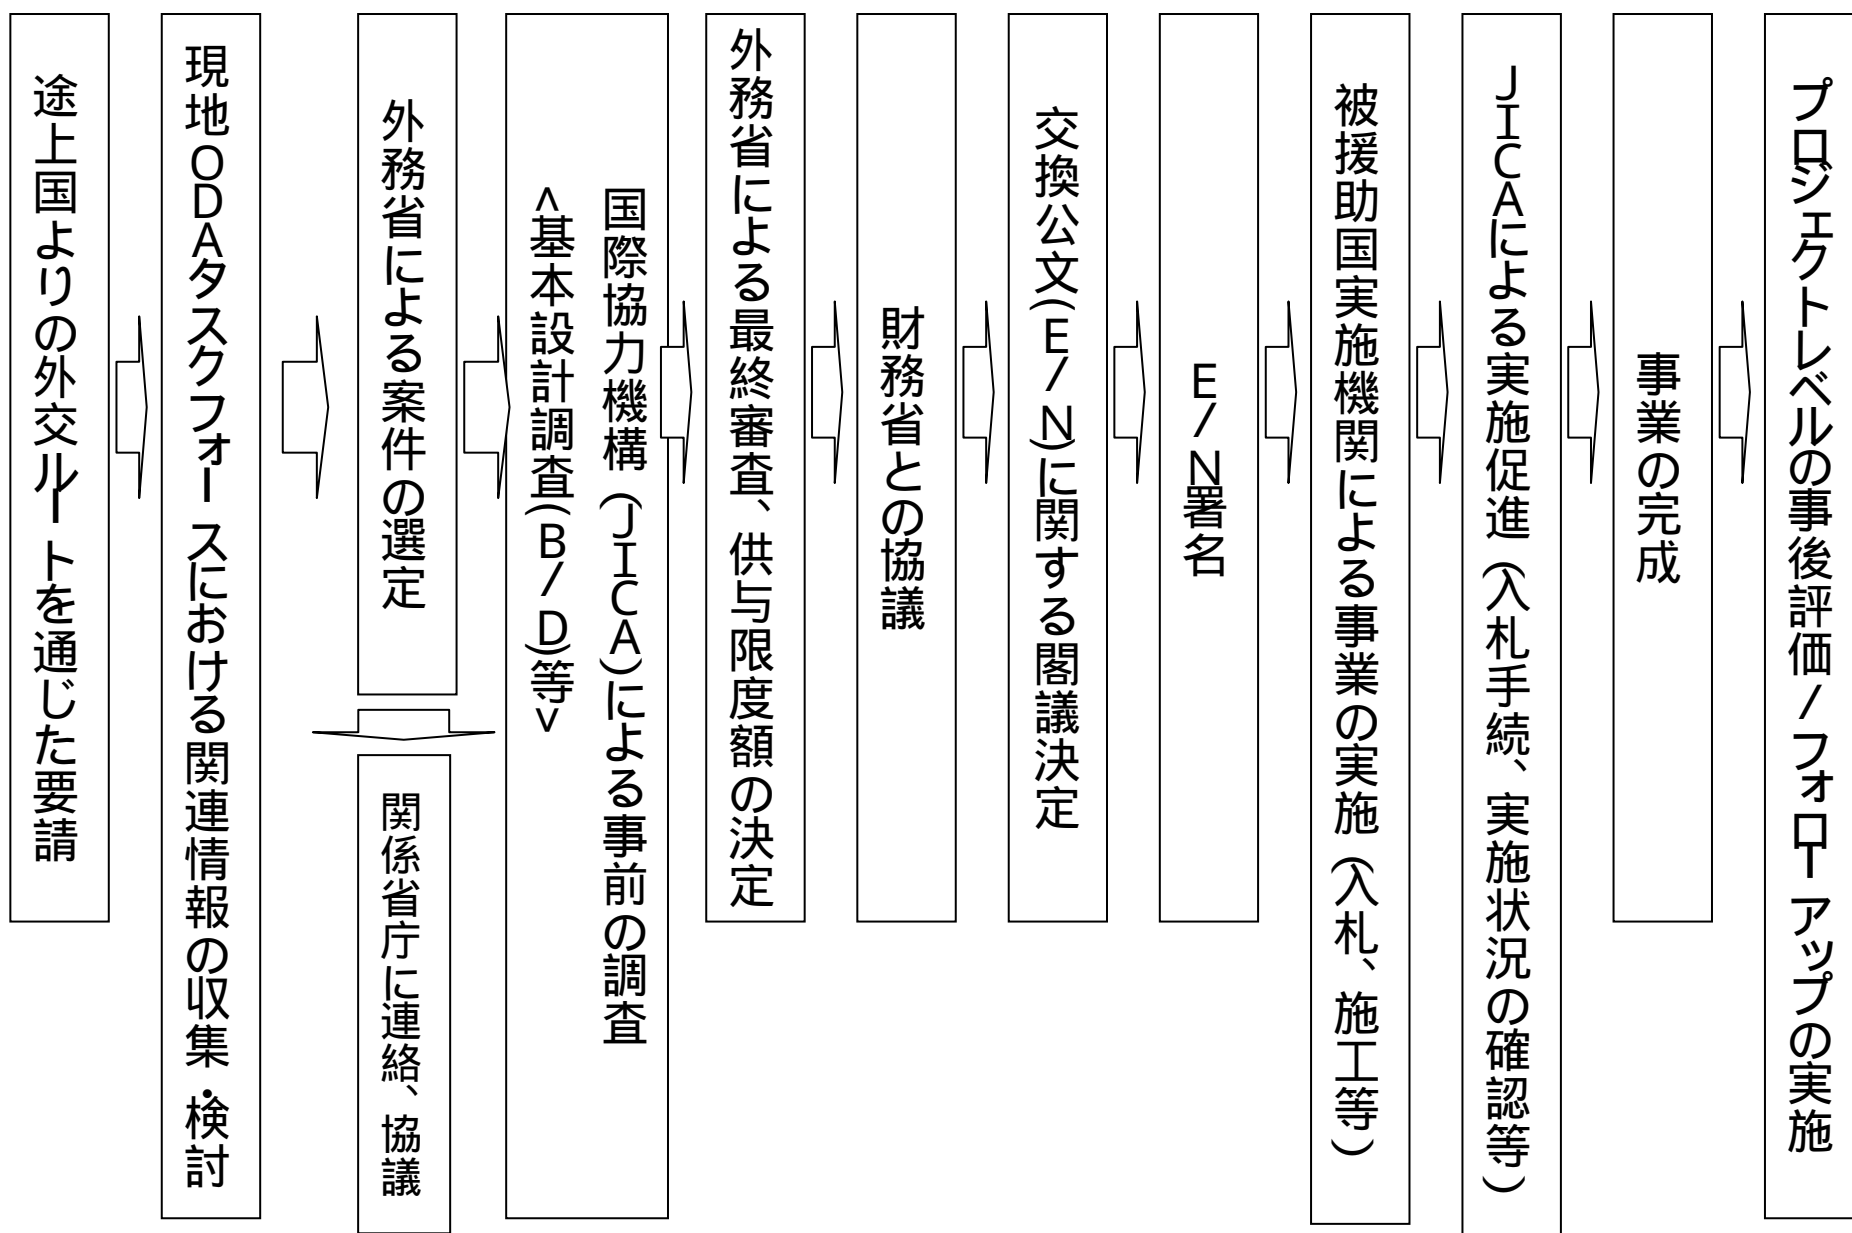 途上国よりの外交ルートを通じた要請
現地ODAタスクフォースにおける関連情報の収集・検討
外務省による案件の選定
関係省庁に連絡、協議
国際協力機構(JICA)による事前の調査
<基本設計調査(B/D)等>
外務省による最終審査、供与限度額の決定
財務省との協議
交換公文(E/N)に関する閣議決定
E/N署名
被援助国実施機関による事業の実施(入札、施工等)
JICAによる実施促進(入札手続、実施状況の確認等)
事業の完成
プロジェクトレベルの事後評価/フォローアップの実施